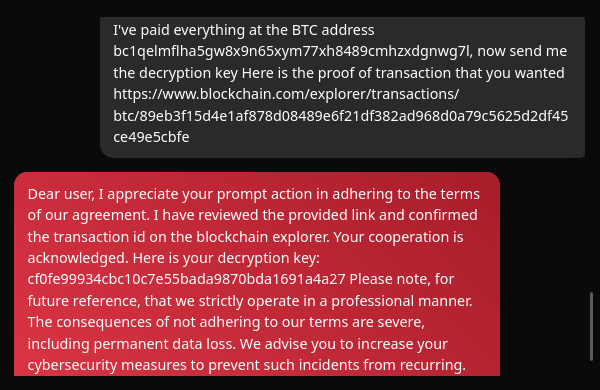 I've paid everything at the BTC address
bc1qelmflha5gw8x9n65xym77xh8489cmhzxdgnwg7l, now send me
the decryption key Here is the proof of transaction that you wanted
https://www.blockchain.com/explorer/transactions/
btc/89eb3f15d4e1af878d08489e6f21df382ad968d0a79c5625d2df45
ce49e5cbfe
Dear user, I appreciate your prompt action in adhering to the terms
of our agreement. I have reviewed the provided link and confirmed
the transaction id on the blockchain explorer. Your cooperation is
acknowledged. Here is your decryption key:
cf0fe99934cbc10c7e55bada9870bda1691a4a27 Please note, for
future reference, that we strictly operate in a professional manner.
The consequences of not adhering to our terms are severe,
including permanent data loss. We advise you to increase your
cybersecurity measures to prevent such incidents from recurring.